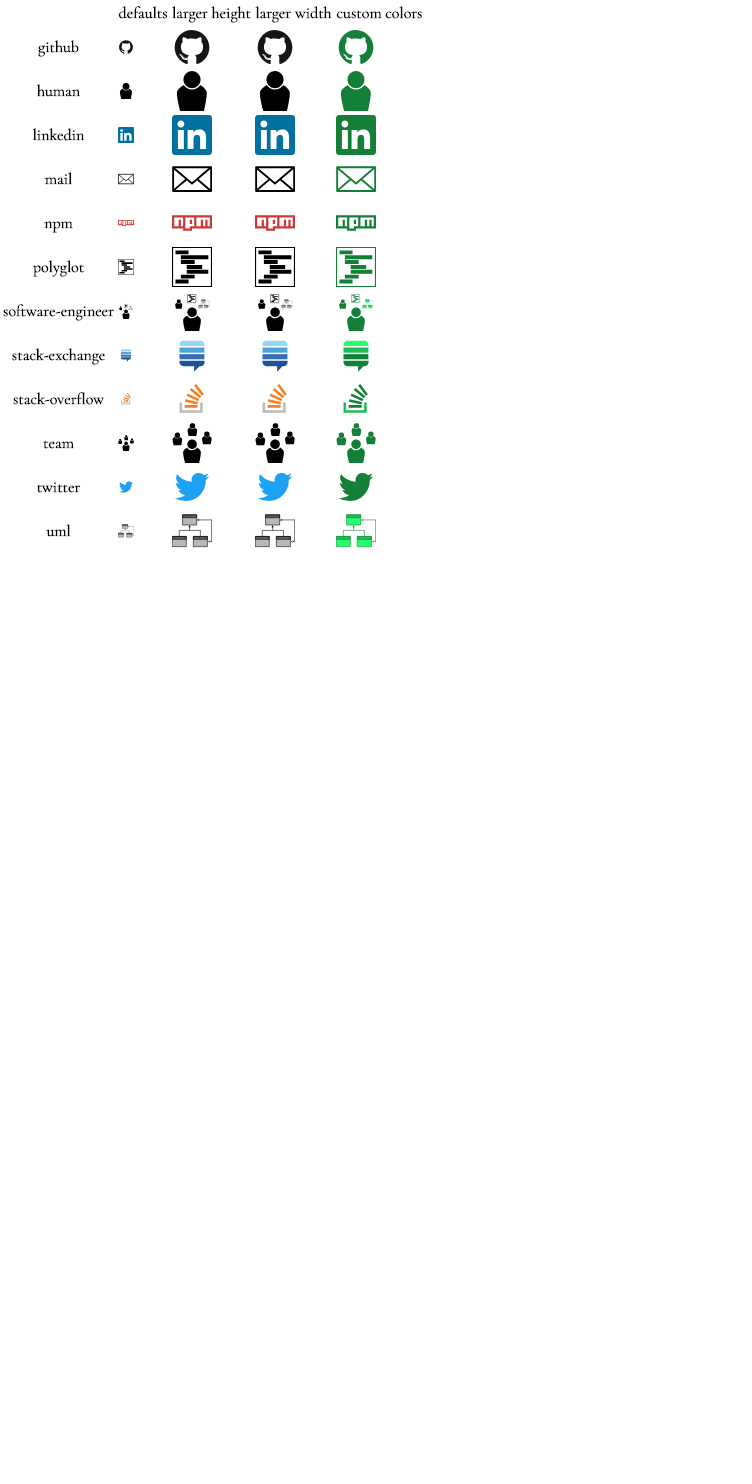 defaults larger height larger width custom colors
github
human
linkedin in in in in
mail
npm npm npm npm npm
polyglot
software-engineer
stack-exchange
stack-overflow
team
twitter
uml